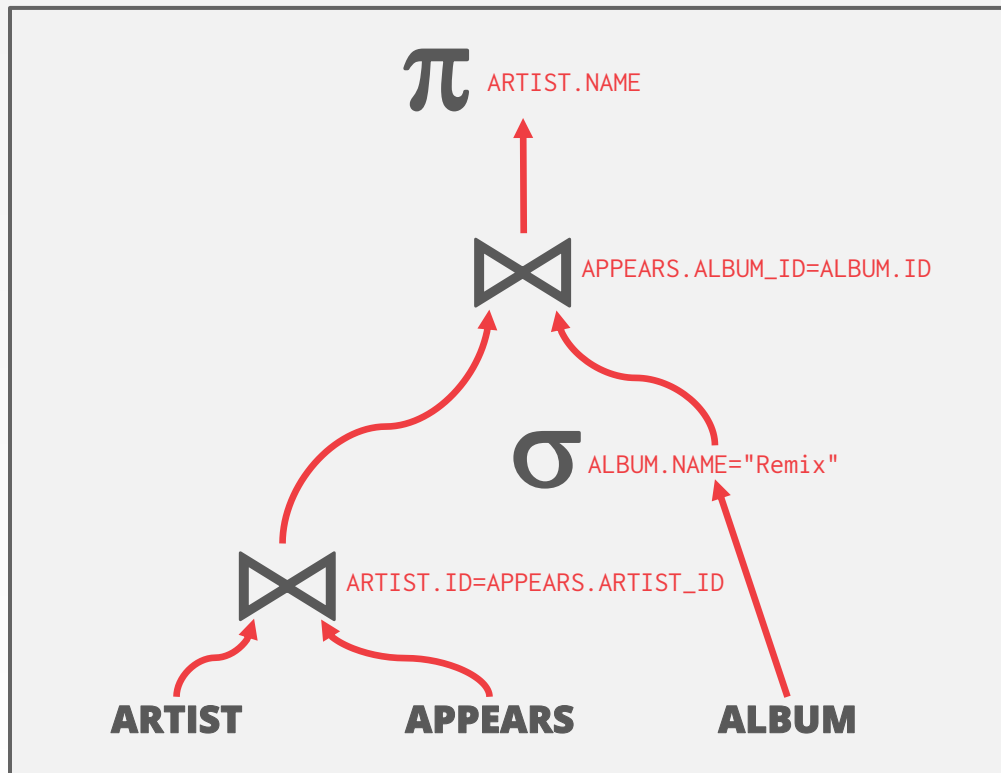 π ARTIST.NAME
⋈ APPEARS.ALBUM_ID=ALBUM.ID
σ ALBUM.NAME="Remix"
⋈ ARTIST.ID=APPEARS.ARTIST_ID
ARTIST APPEARS ALBUM